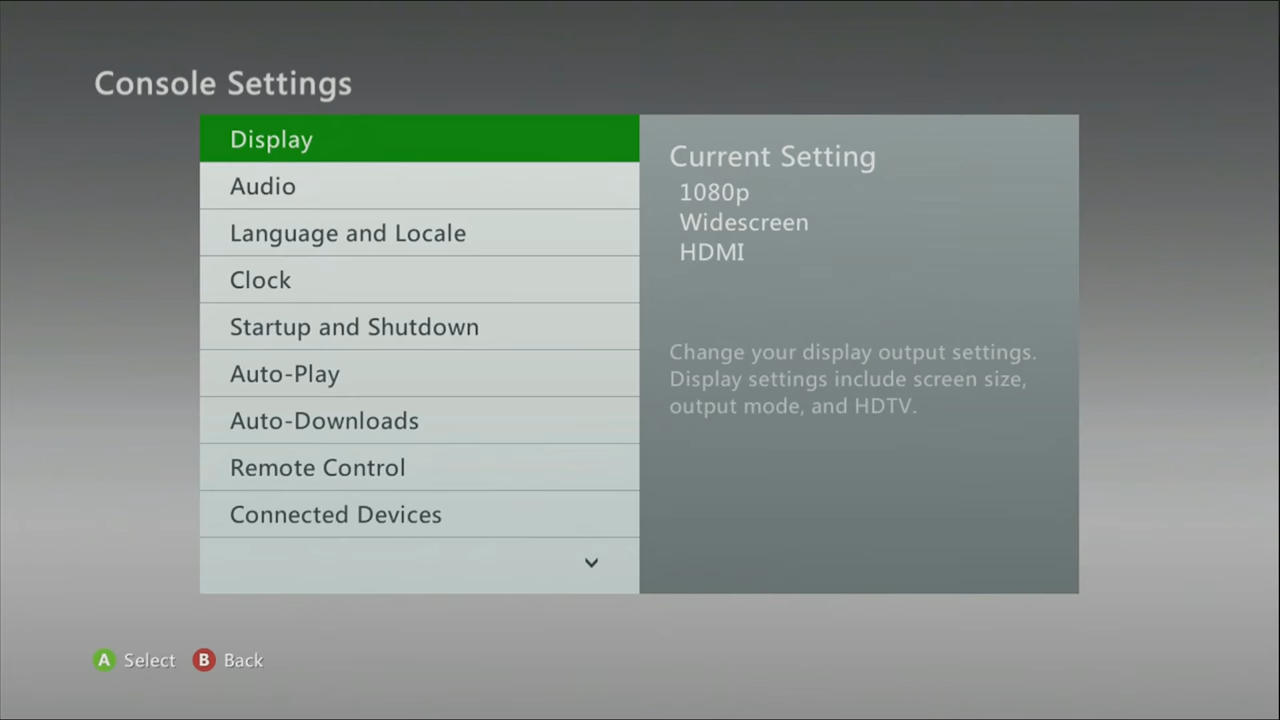 Console Settings
Display
Audio
Language and Locale
Clock
Startup and Shutdown
Auto-Play
Auto-Downloads
Remote Control
Connected Devices
Current Setting
1080p
Widescreen
HDMI
Change your display output settings.
Display settings include screen size,
output mode, and HDTV.
A Select B Back